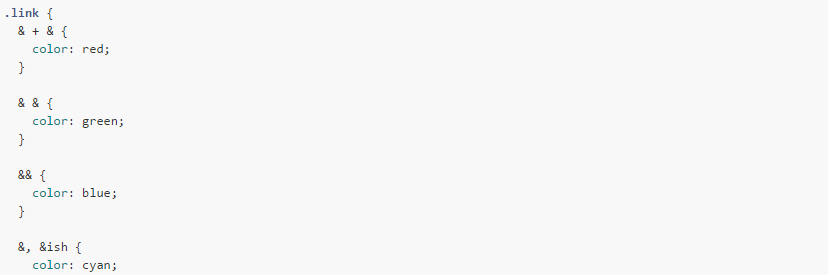 .link {
  & + & {
    color: red;
  }

  & & {
    color: green;
  }

  && {
    color: blue;
  }

  &, &ish {
    color: cyan;